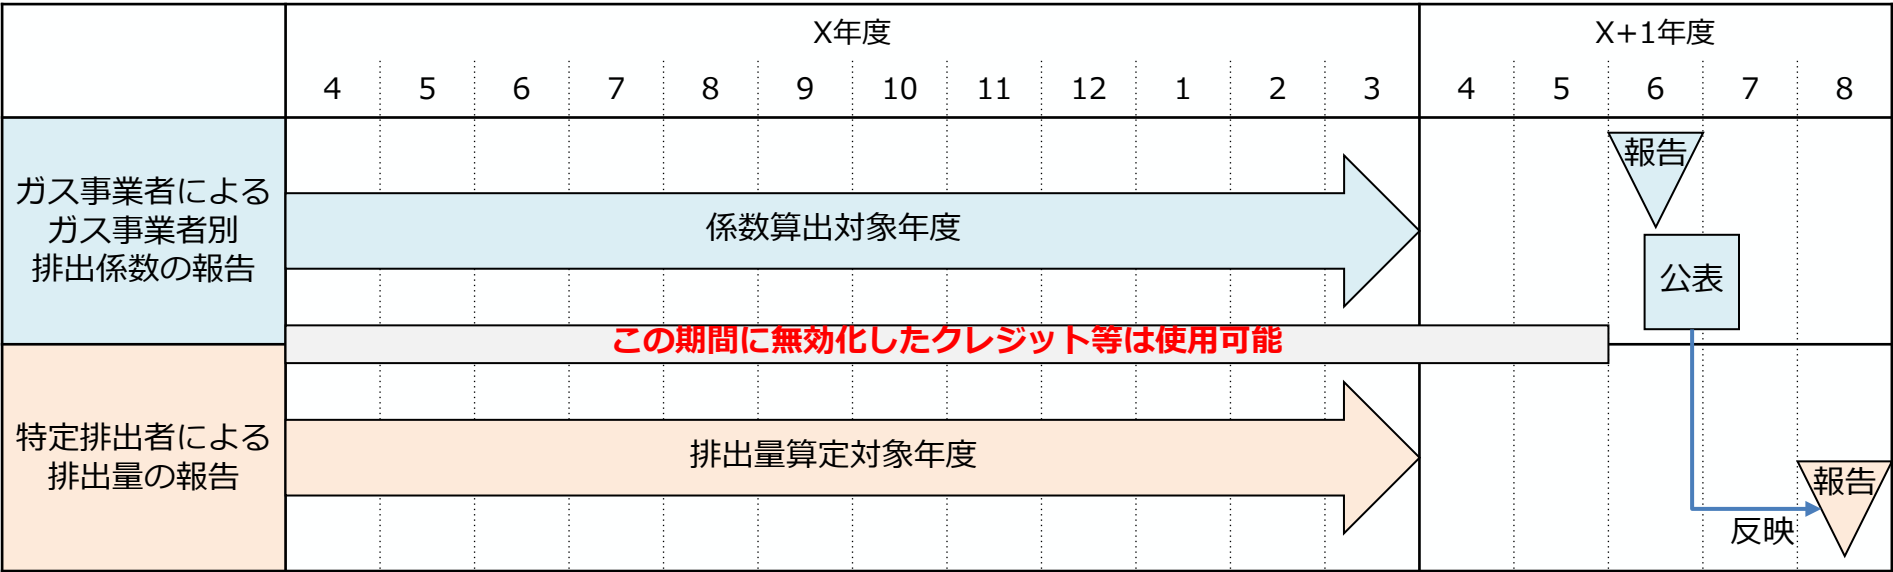 X年度
X+1年度
4 5 6 7 8 9 10 11 12 1 2 3 4 5 6 7 8
ガス事業者による
ガス事業者別
排出係数の報告
係数算出対象年度
報告
公表
この期間に無効化したクレジット等は使用可能
特定排出者による
排出量の報告
排出量算定対象年度
報告
反映